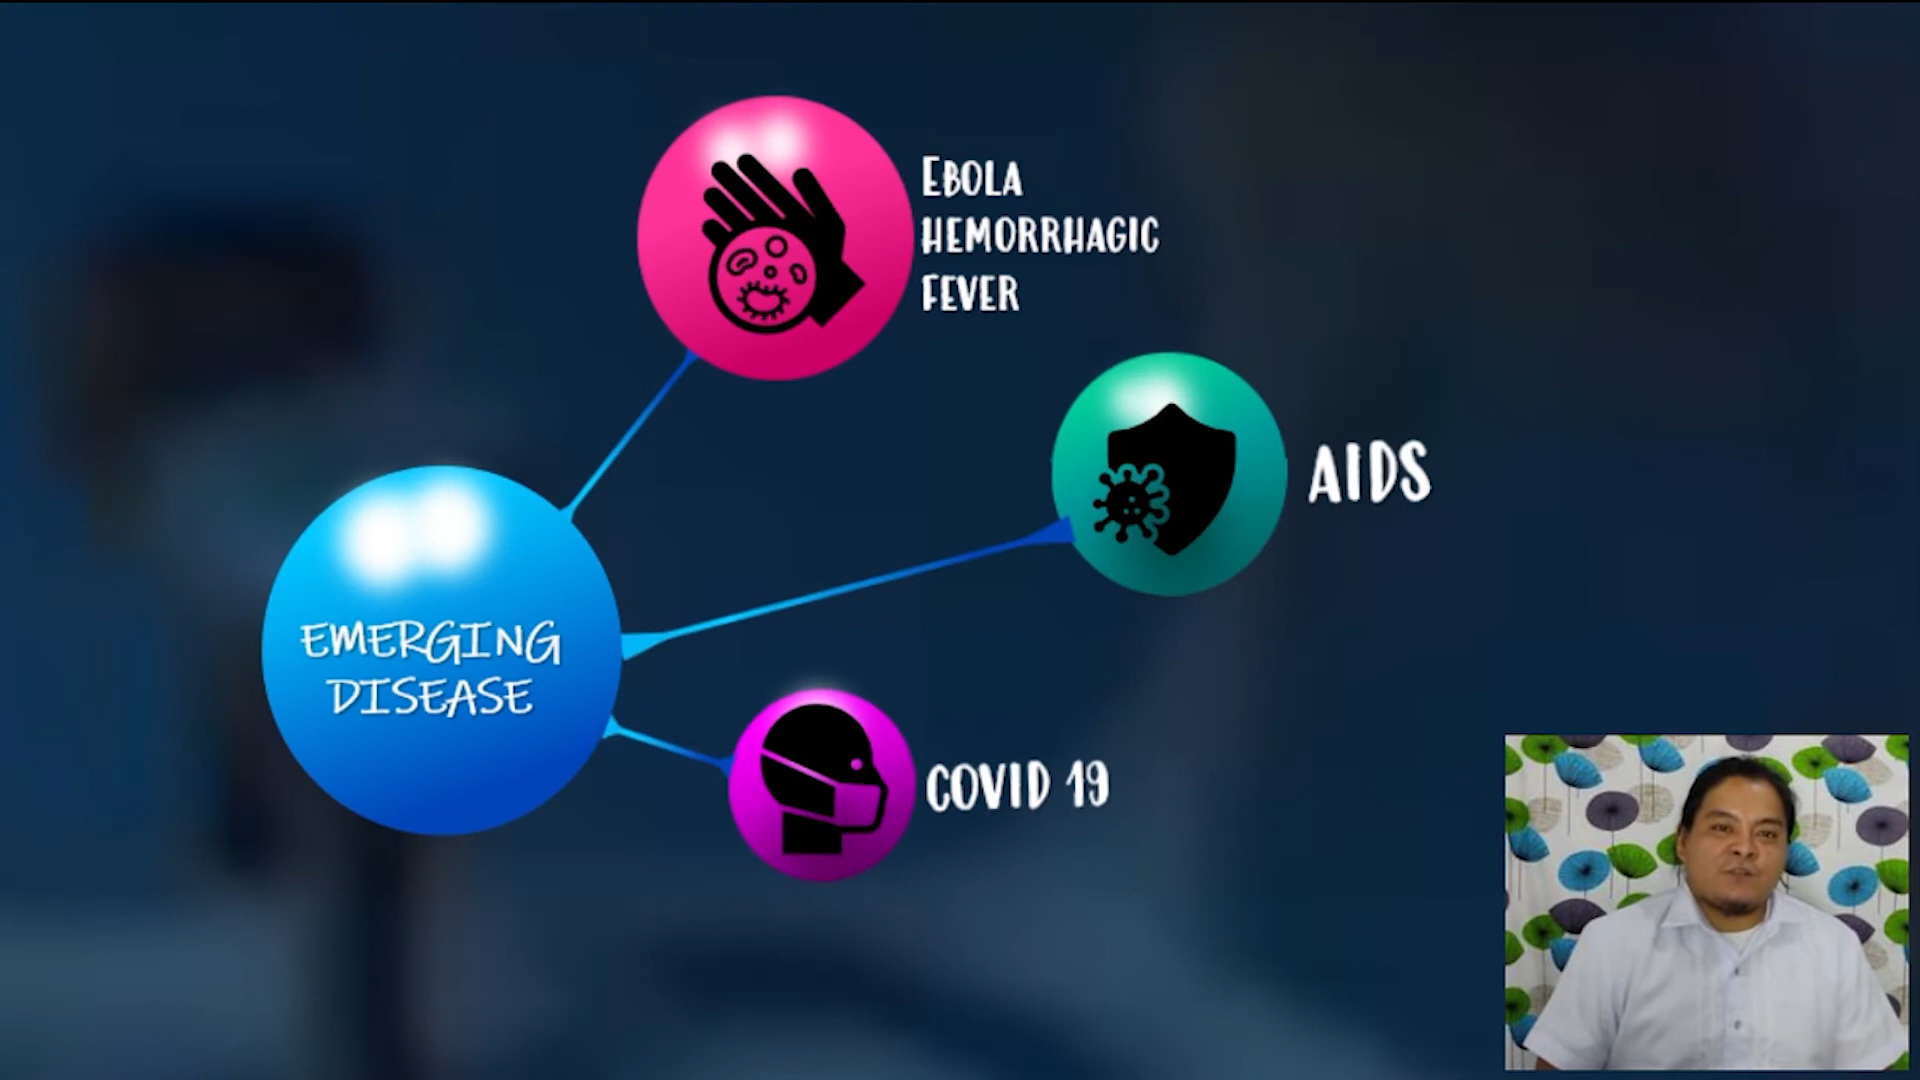 Ebola
hemorrhagic
fever
AIDS
EMERGING
DISEASE
COVID 19